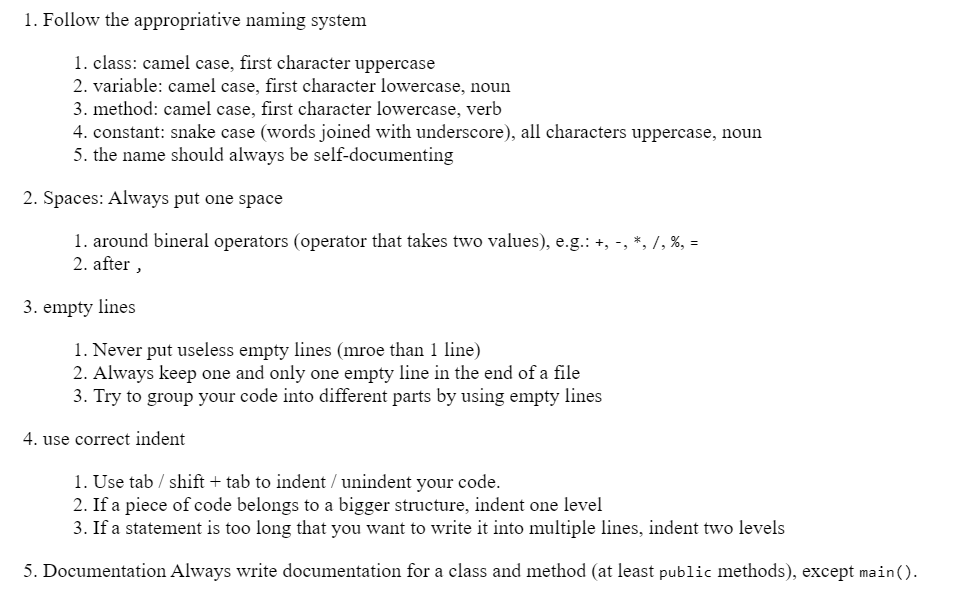 1. Follow the appropriative naming system
1. class: camel case, first character uppercase
2. variable: camel case, first character lowercase, noun
3. method: camel case, first character lowercase, verb
4. constant: snake case (words joined with underscore), all characters uppercase, noun
5. the name should always be self-documenting
2. Spaces: Always put one space
1. around bineral operators (operator that takes two values), e.g.: +, -, *, /, %, =
2. after ,
3. empty lines
1. Never put useless empty lines (mroe than 1 line)
2. Always keep one and only one empty line in the end of a file
3. Try to group your code into different parts by using empty lines
4. use correct indent
1. Use tab / shift + tab to indent / unindent your code.
2. If a piece of code belongs to a bigger structure, indent one level
3. If a statement is too long that you want to write it into multiple lines, indent two levels
5. Documentation Always write documentation for a class and method (at least public methods), except main().